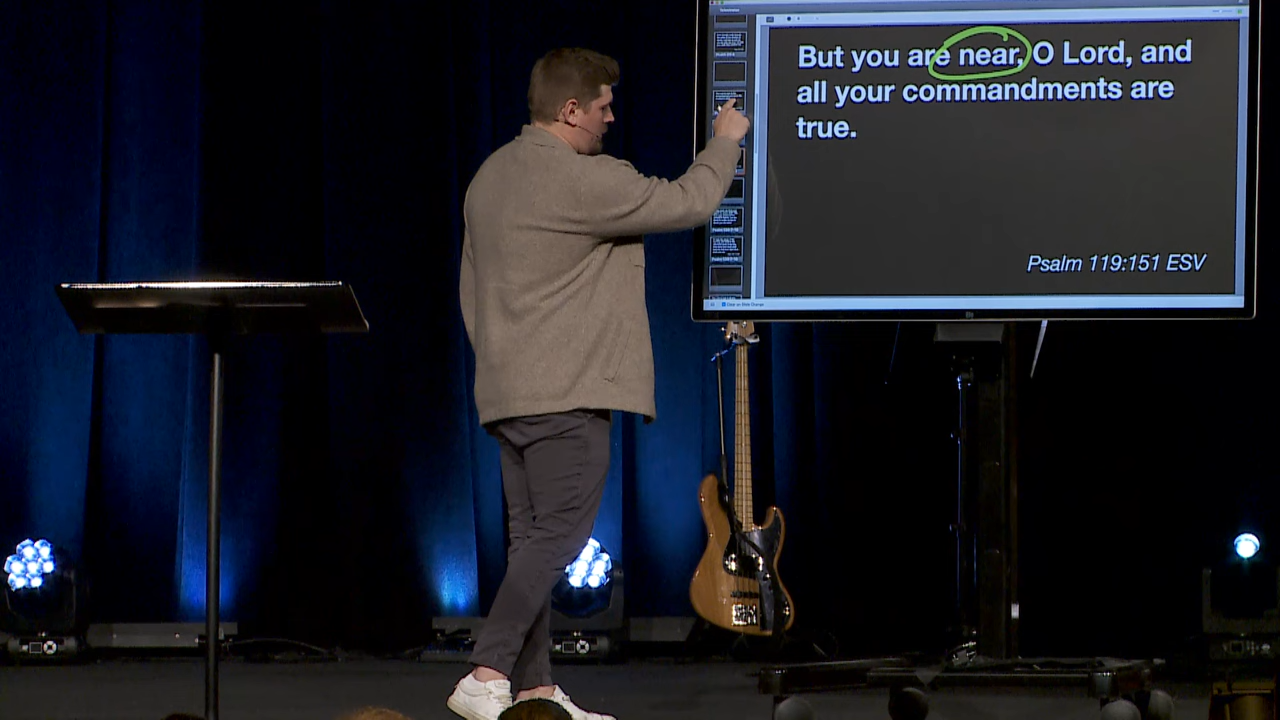 But you are near, O Lord, and
all your commandments are
true.
Psalm 119:151 ESV